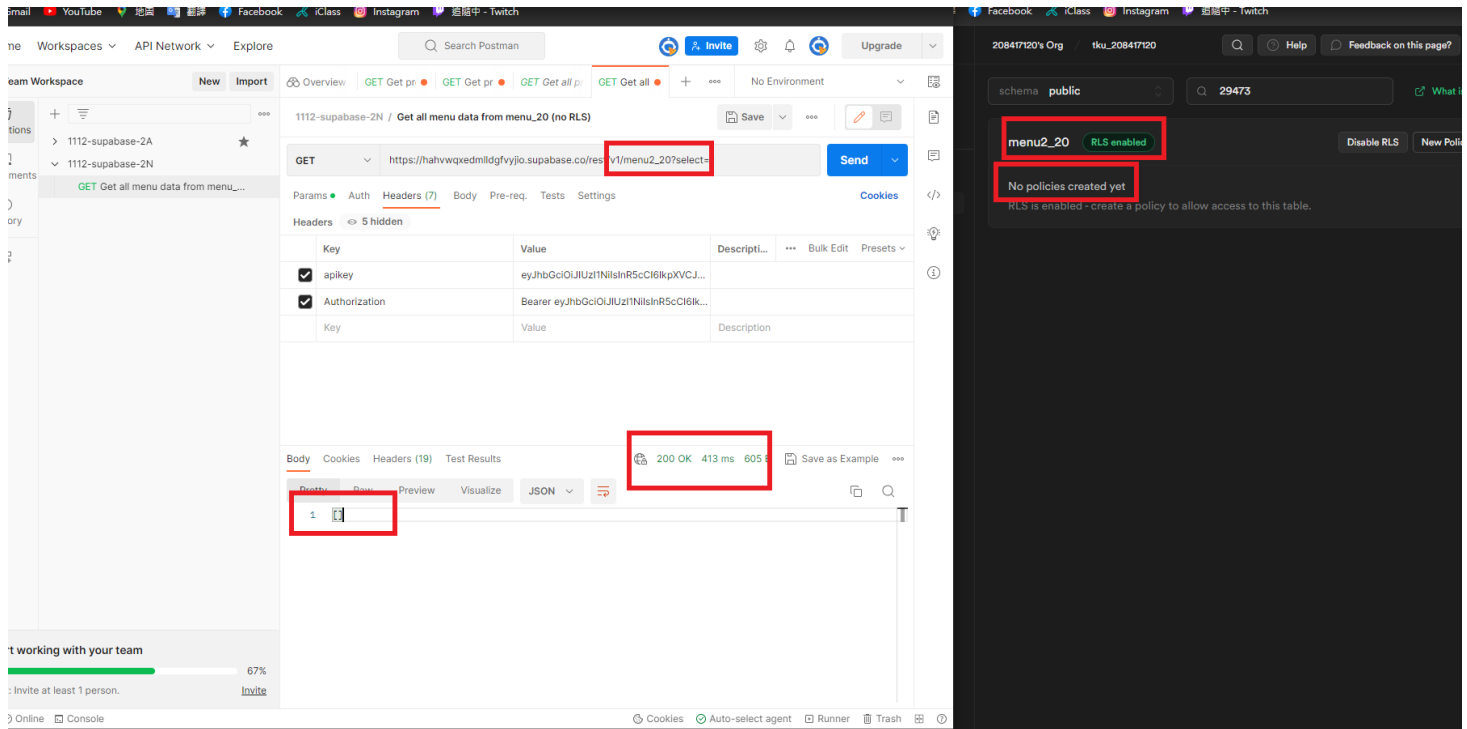 Gmail YouTube 地圖 翻譯 Facebook iClass Instagram 追隨中 - Twitch
Workspaces API Network Explore Search Postman Invite Upgrade
Workspace New Import Overview GET Get pr GET Get pr GET Get all pr GET Get all No Environment
1112-supabase-2N / Get all menu data from menu_20 (no RLS) Save
1112-supabase-2A
1112-supabase-2N
GET Get all menu data from menu_...
GET https://hahvwqxedmlldgfvyjio.supabase.co/rest/v1/menu2_20?select= Send
Params Auth Headers (7) Body Pre-req. Tests Settings Cookies
Headers 5 hidden
Key Value Descripti... Bulk Edit Presets
apikey eyJhbGciOiJIUzI1NiIsInR5cCI6IkpXVCJ...
Authorization Bearer eyJhbGciOiJIUzI1NiIsInR5cCI6Ik...
Key Value Description
Body Cookies Headers (19) Test Results 200 OK 413 ms 605 Save as Example
Pretty Raw Preview Visualize JSON
1 []
working with your team
67%
Invite at least 1 person. Invite
Online Console Cookies Auto-select agent Runner Trash
Facebook iClass Instagram 追隨中 - Twitch
208417120's Org / tku_208417120 Help Feedback on this page?
schema public 29473 What
menu2_20 RLS enabled Disable RLS New
No policies created yet
RLS is enabled - create a policy to allow access to this table.